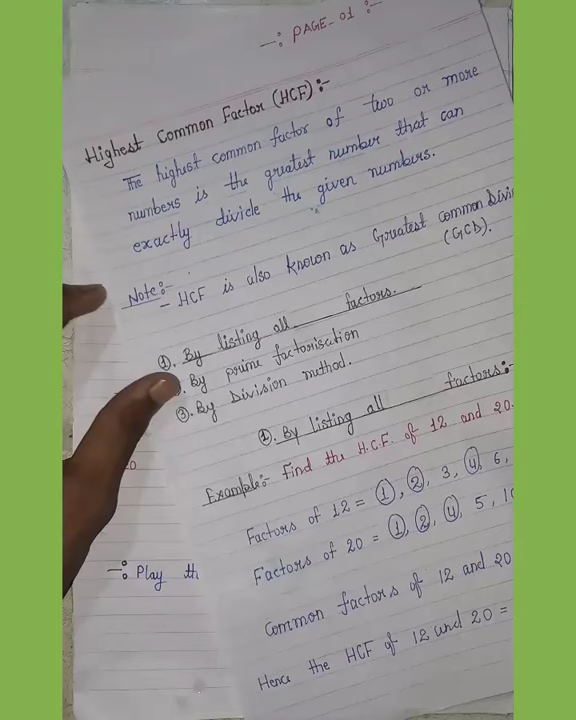 -: PAGE-01 :-
Highest Common Factor (HCF) :-
The highest common factor of two or more
numbers is the greatest number that can
exactly divide the given numbers.
Note:-
- HCF is also known as Greatest common
(GCD).
①. By listing all factors.
. By prime factorisation
③. By Division method.
①. By listing all factors:-
Example:- Find the H.C.F. of 12 and 20.
Factors of 12 = ①, ②, 3, ④, 6,
Factors of 20 = ①, ②, ④, 5,
Common factors of 12 and 20
Hence the HCF of 12 and 20 =
-: Play th